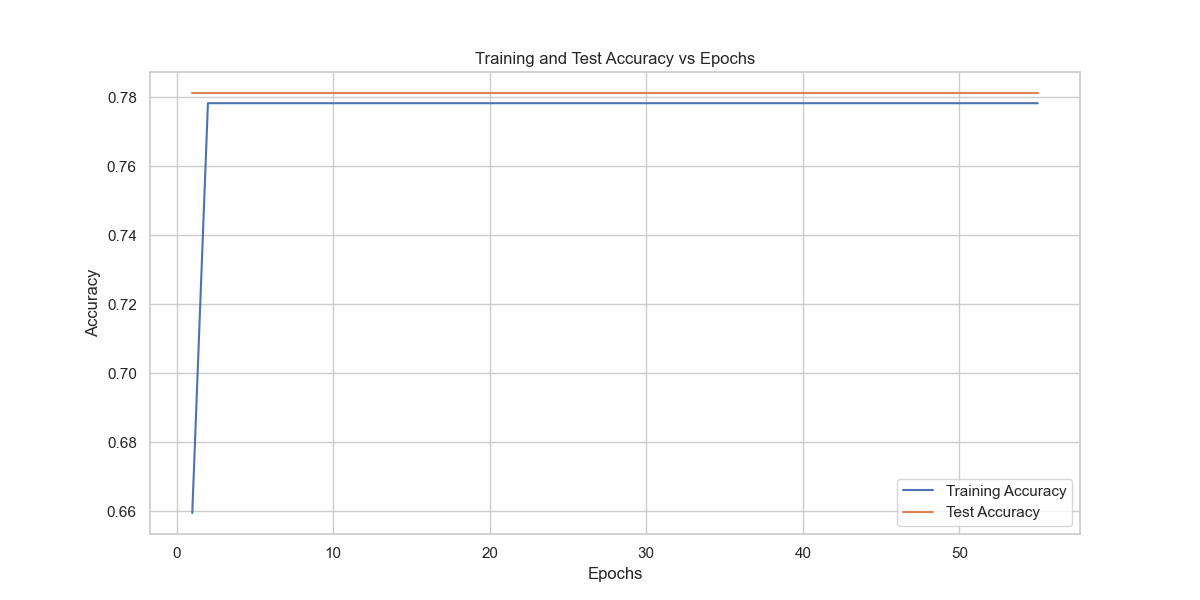 Training and Test Accuracy vs Epochs
0.78
0.76
0.74
0.72
0.70
0.68
0.66
Accuracy
Training Accuracy
Test Accuracy
0 10 20 30 40 50
Epochs